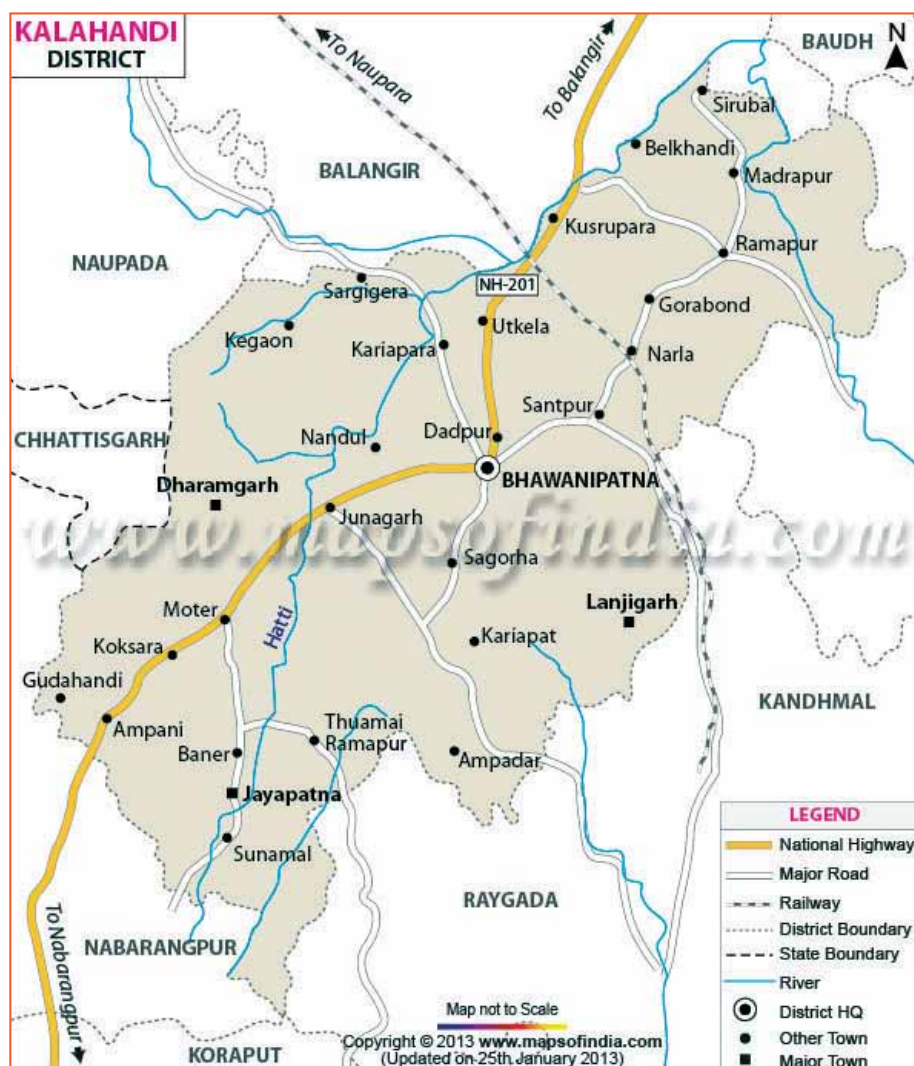 KALAHANDI
DISTRICT
To Naupara
To Balangir
BAUDH
N
Sirubal
Belkhandi
Madrapur
BALANGIR
Kusrupara
Ramapur
NAUPADA
Sargigera
NH-201
Gorabond
Kegaon
Kariapara
Utkela
Narla
Santpur
CHHATTISGARH
Nandul
Dadpur
Dharamgarh
BHAWANIPATNA
Junagarh
www.mapsofindia.com
Sagorha
Lanjigarh
Moter
Hatti
Kariapat
Koksara
Gudahandi
KANDHMAL
Ampani
Thuamai
Ramapur
Baner
Ampadar
Jayapatna
Sunamal
RAYGADA
NABARANGPUR
To Nabarangpur
KORAPUT
LEGEND
National Highway
Major Road
Railway
District Boundary
State Boundary
River
District HQ
Other Town
Major Town
Map not to Scale
Copyright © 2013 www.mapsofindia.com
(Updated on 25th January 2013)